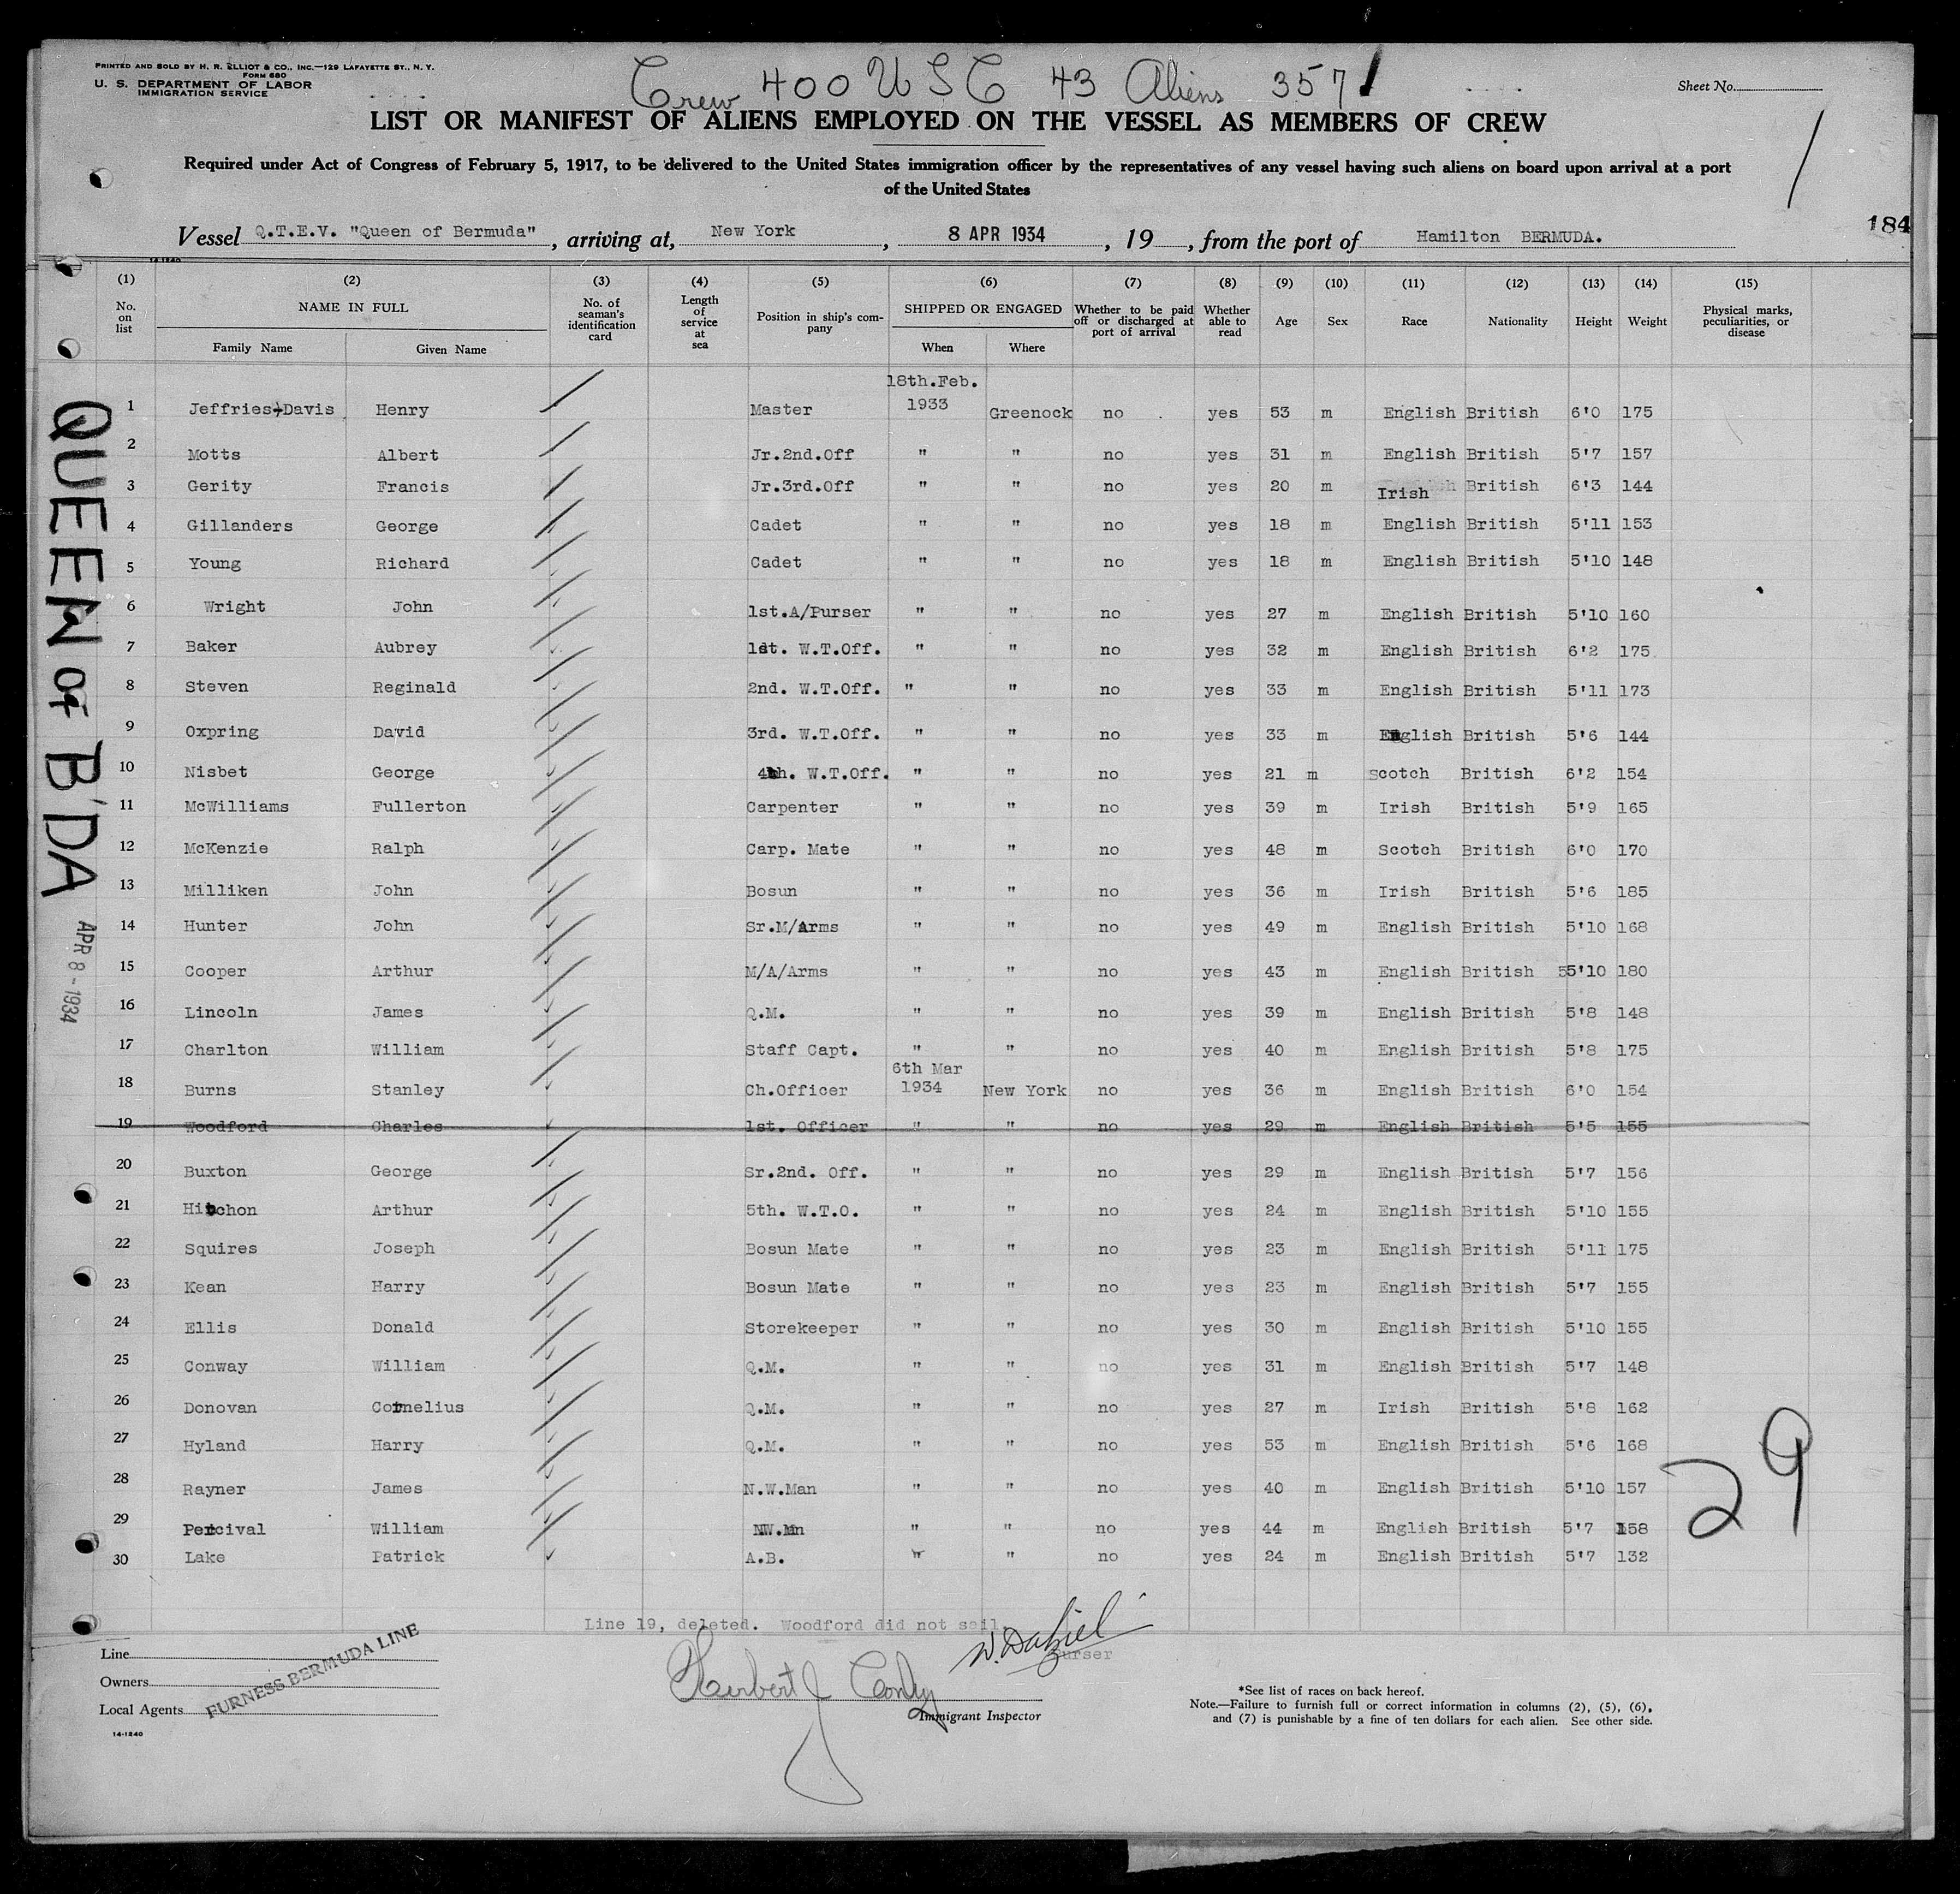 PRINTED AND SOLD BY H. R. ELLIOT & CO., INC.—129 LAFAYETTE ST., N. Y.
FORM 680
U. S. DEPARTMENT OF LABOR
IMMIGRATION SERVICE
Crew 400 U S C 43 Aliens 357
Sheet No.
LIST OR MANIFEST OF ALIENS EMPLOYED ON THE VESSEL AS MEMBERS OF CREW
Required under Act of Congress of February 5, 1917, to be delivered to the United States immigration officer by the representatives of any vessel having such aliens on board upon arrival at a port
of the United States
Vessel Q.T.E.V. "Queen of Bermuda", arriving at, New York, 8 APR 1934, 19, from the port of Hamilton BERMUDA.
184
14-1240
(1) (2) (3) (4) (5) (6) (7) (8) (9) (10) (11) (12) (13) (14) (15)
No. on list NAME IN FULL No. of seaman's identification card Length of service at sea Position in ship's company SHIPPED OR ENGAGED Whether to be paid off or discharged at port of arrival Whether able to read Age Sex Race Nationality Height Weight Physical marks, peculiarities, or disease
Family Name Given Name When Where
18th.Feb.
1 Jeffries-Davis Henry Master 1933 Greenock no yes 53 m English British 6'0 175
2 Motts Albert Jr.2nd.Off " " no yes 31 m English British 5'7 157
3 Gerity Francis Jr.3rd.Off " " no yes 20 m Irish British 6'3 144
4 Gillanders George Cadet " " no yes 18 m English British 5'11 153
5 Young Richard Cadet " " no yes 18 m English British 5'10 148
6 Wright John 1st.A/Purser " " no yes 27 m English British 5'10 160
7 Baker Aubrey 1st. W.T.Off. " " no yes 32 m English British 6'2 175
8 Steven Reginald 2nd. W.T.Off. " " no yes 33 m English British 5'11 173
9 Oxpring David 3rd. W.T.Off. " " no yes 33 m English British 5'6 144
10 Nisbet George 4th. W.T.Off. " " no yes 21 m Scotch British 6'2 154
11 McWilliams Fullerton Carpenter " " no yes 39 m Irish British 5'9 165
12 McKenzie Ralph Carp. Mate " " no yes 48 m Scotch British 6'0 170
13 Milliken John Bosun " " no yes 36 m Irish British 5'6 185
14 Hunter John Sr.M/Arms " " no yes 49 m English British 5'10 168
15 Cooper Arthur M/A/Arms " " no yes 43 m English British 55'10 180
16 Lincoln James Q.M. " " no yes 39 m English British 5'8 148
17 Charlton William Staff Capt. " " no yes 40 m English British 5'8 175
6th Mar
18 Burns Stanley Ch.Officer 1934 New York no yes 36 m English British 6'0 154
19 Woodford Charles 1st. Officer " " no yes 29 m English British 5'5 155
20 Buxton George Sr.2nd. Off. " " no yes 29 m English British 5'7 156
21 Hitchon Arthur 5th. W.T.O. " " no yes 24 m English British 5'10 155
22 Squires Joseph Bosun Mate " " no yes 23 m English British 5'11 175
23 Kean Harry Bosun Mate " " no yes 23 m English British 5'7 155
24 Ellis Donald Storekeeper " " no yes 30 m English British 5'10 155
25 Conway William Q.M. " " no yes 31 m English British 5'7 148
26 Donovan Cornelius Q.M. " " no yes 27 m Irish British 5'8 162
27 Hyland Harry Q.M. " " no yes 53 m English British 5'6 168
28 Rayner James N.W.Man " " no yes 40 m English British 5'10 157
29 Percival William NW.Mn " " no yes 44 m English British 5'7 158
30 Lake Patrick A.B. " " no yes 24 m English British 5'7 132
29
QUEEN of B'DA
APR 8 - 1934
Line 19, deleted. Woodford did not sail.
Purser
Line
Owners
Local Agents
FURNESS BERMUDA LINE
14-1240
Herbert J
Immigrant Inspector
*See list of races on back hereof.
Note.—Failure to furnish full or correct information in columns (2), (5), (6),
and (7) is punishable by a fine of ten dollars for each alien. See other side.